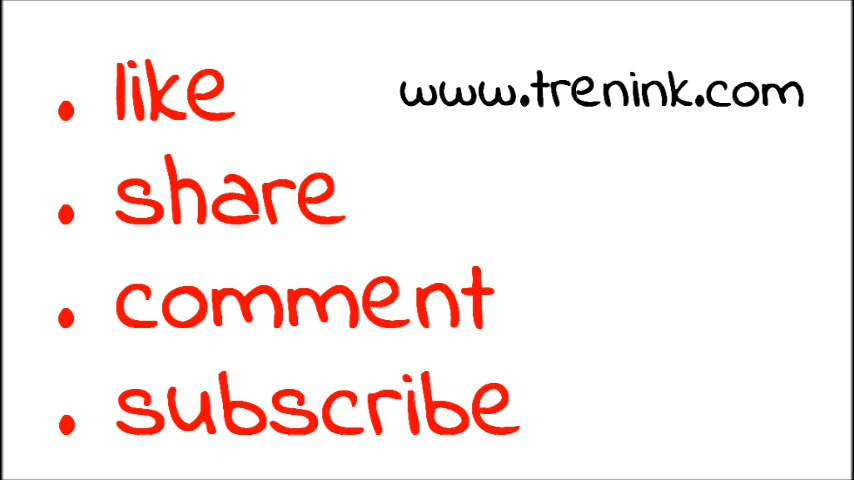 . like
www.trenink.com
. share
. comment
. subscribe